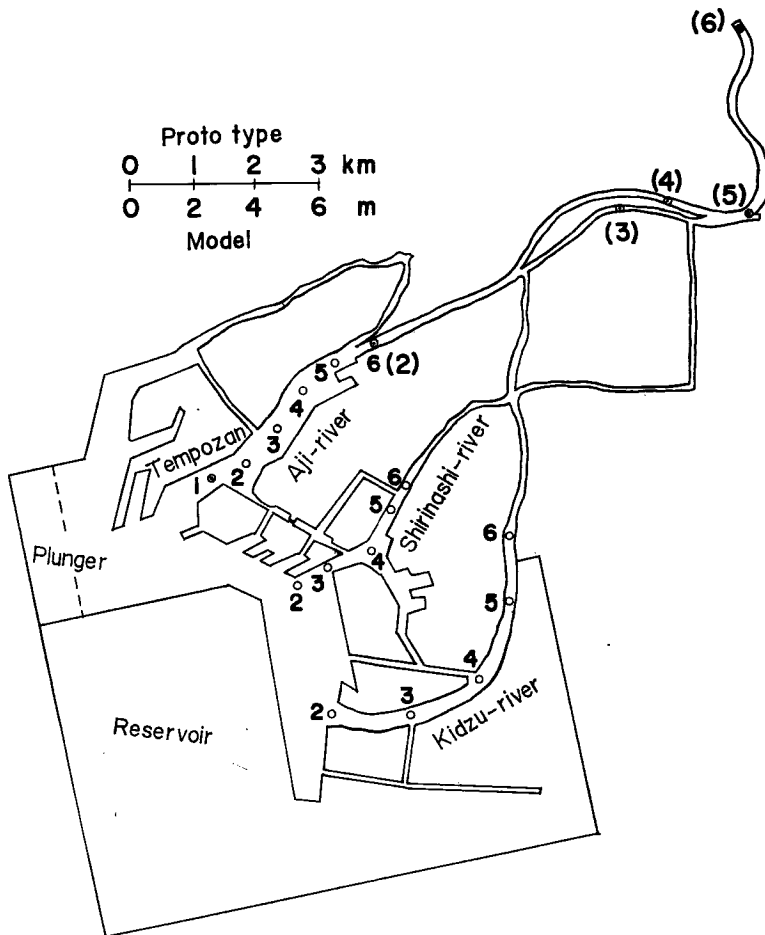 (6)
Proto type
0 1 2 3 km
0 2 4 6 m
Model
(4)
(5)
(3)
6 (2)
5
4
3
2
1
Tempozan
Aji-river
Shirinashi-river
6
5
4
3
2
Plunger
6
5
4
3
2
Kidzu-river
Reservoir